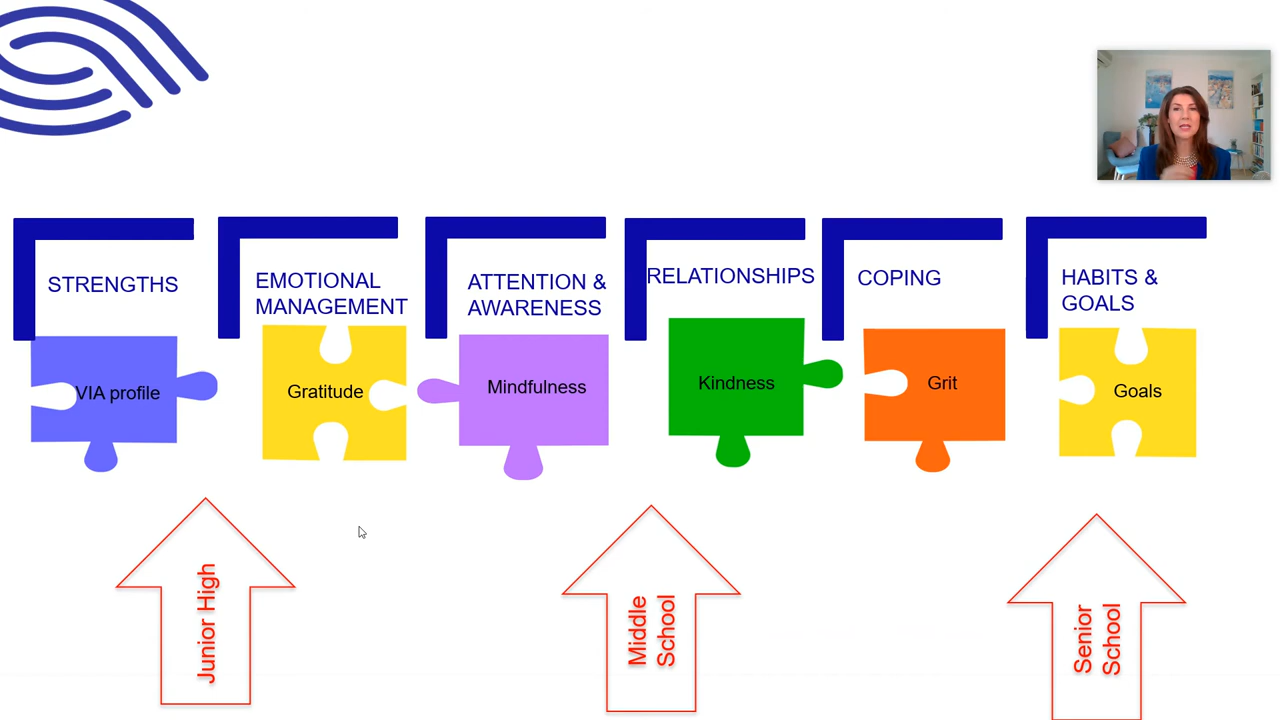 STRENGTHS
EMOTIONAL
MANAGEMENT
ATTENTION &
AWARENESS
RELATIONSHIPS
COPING
HABITS &
GOALS
VIA profile
Gratitude
Mindfulness
Kindness
Grit
Goals
Junior High
Middle
School
Senior
School